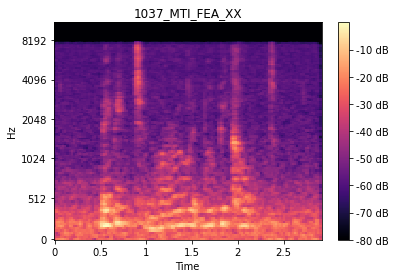 1037_MTI_FEA_XX
8192
4096
2048
1024
512
0
Hz
0
0.5
1
1.5
2
2.5
Time
-10 dB
-20 dB
-30 dB
-40 dB
-50 dB
-60 dB
-70 dB
-80 dB